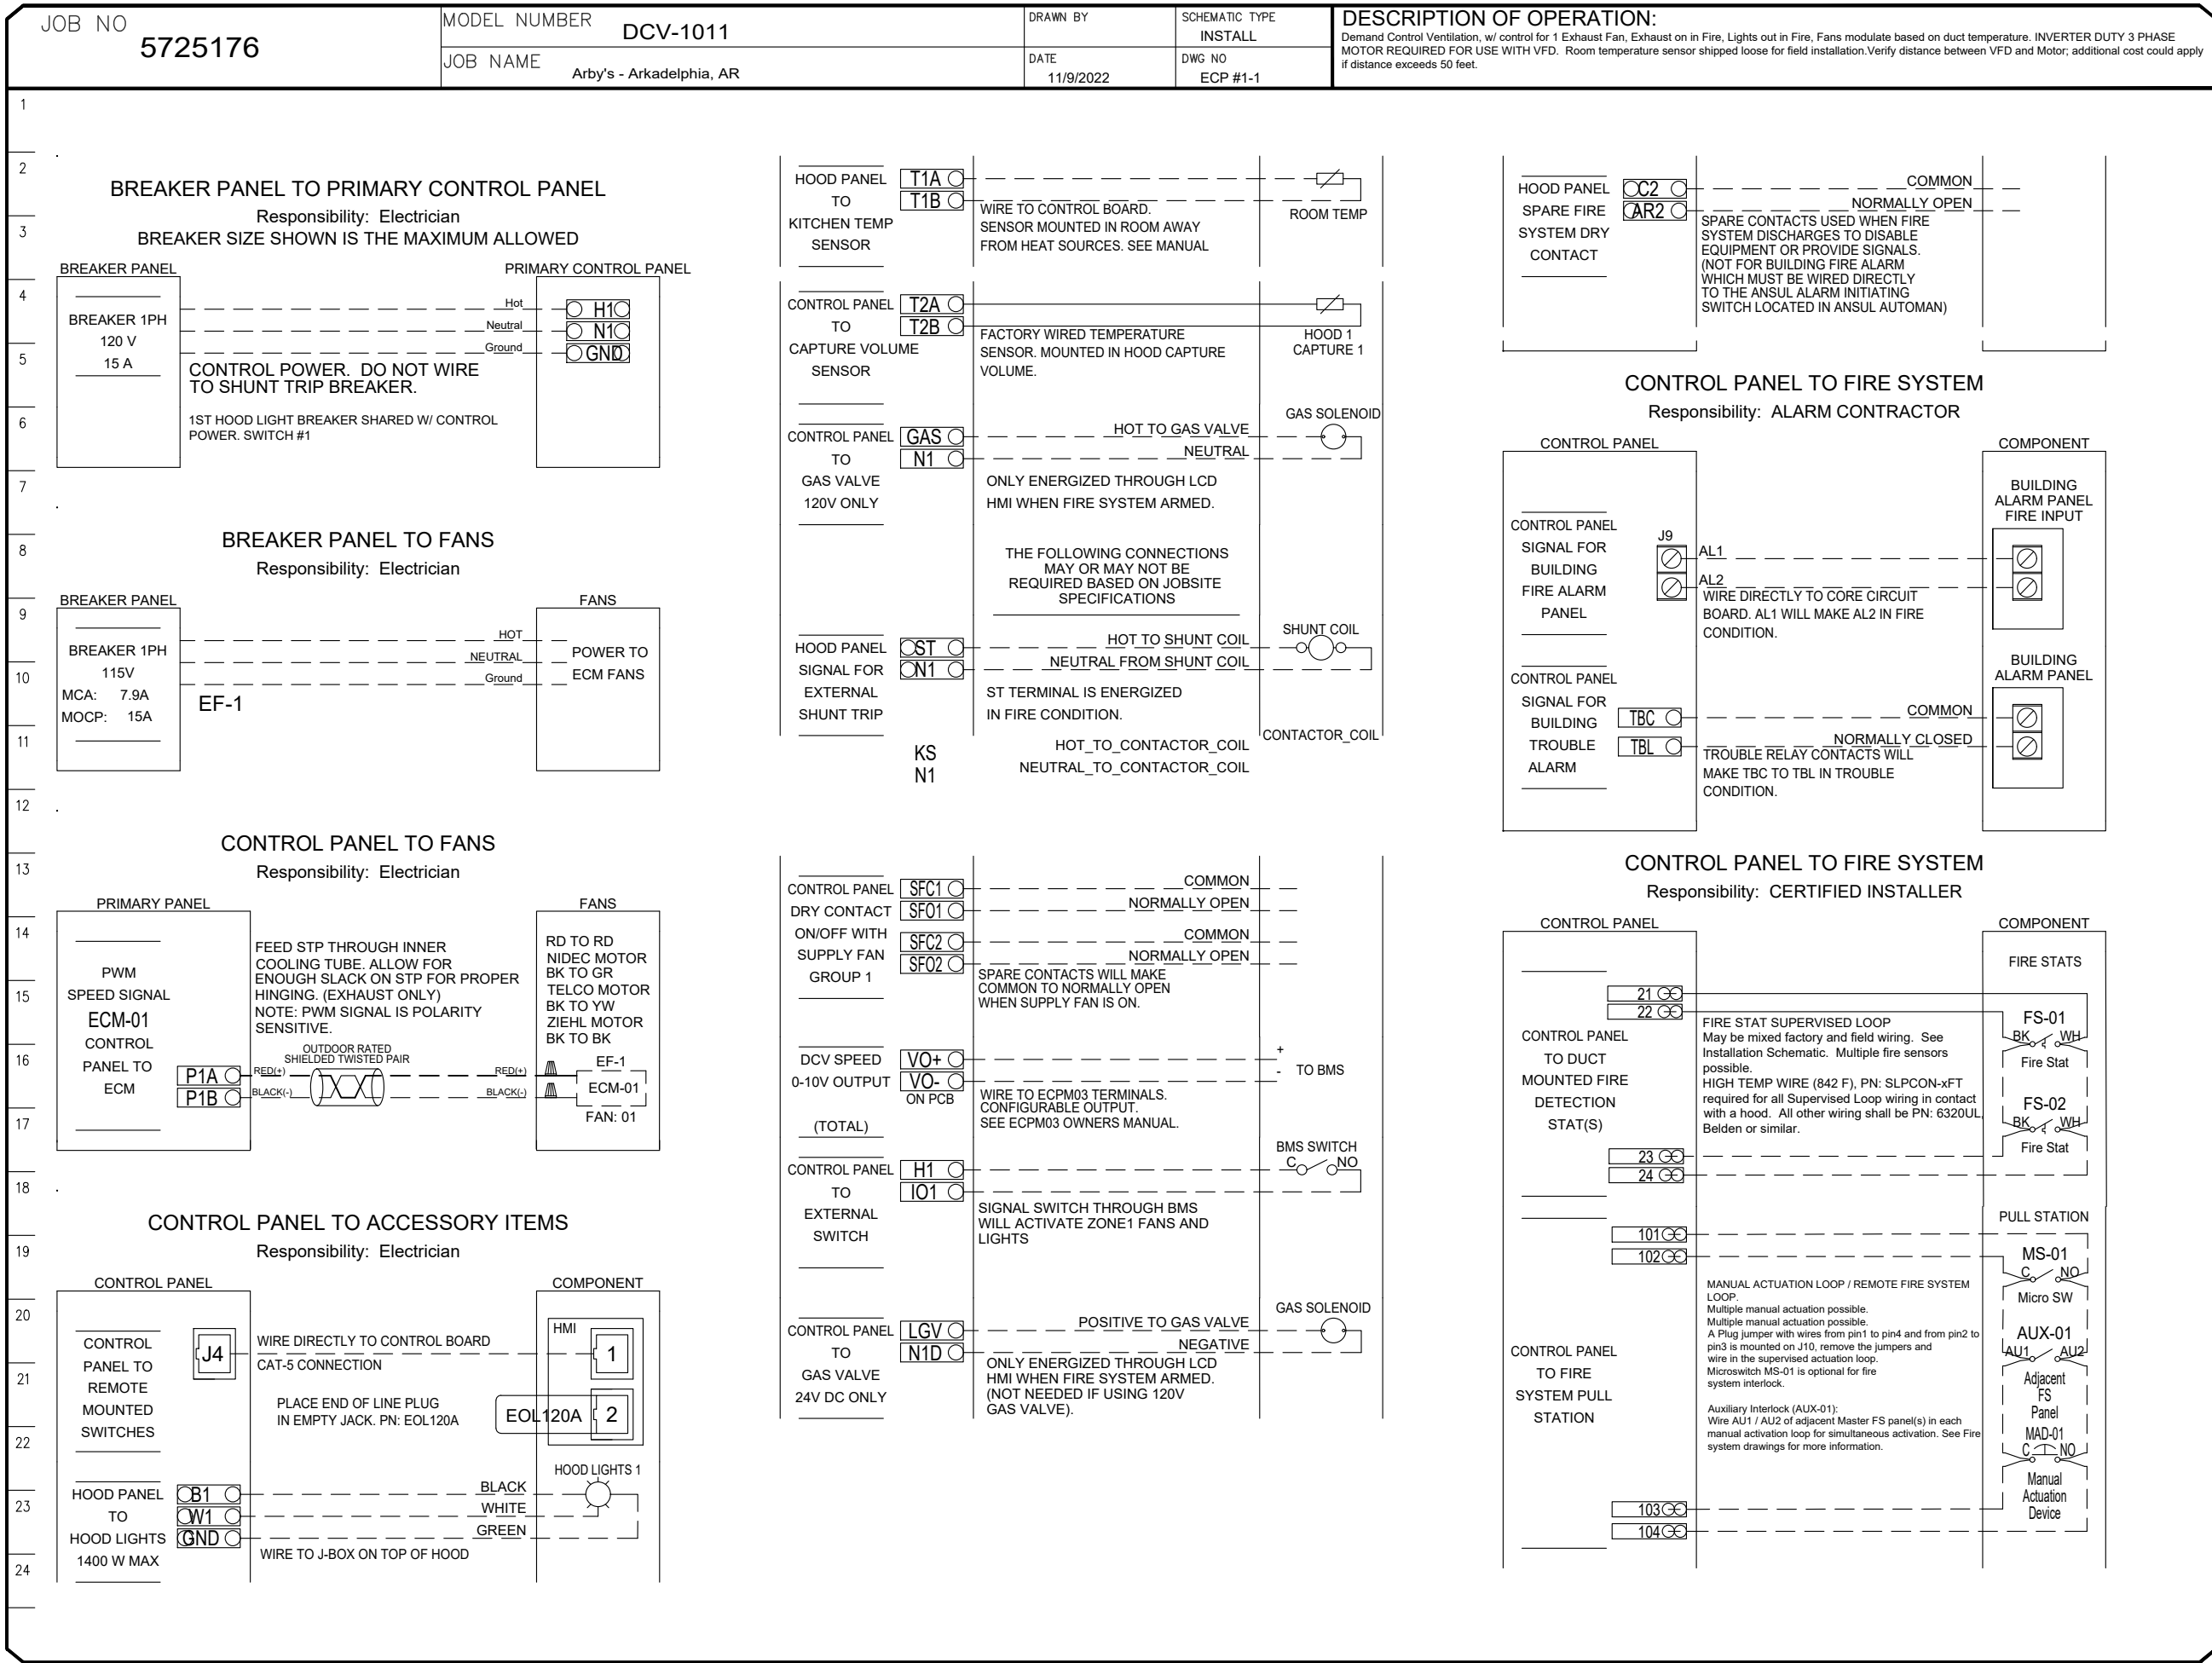 JOB NO
5725176
MODEL NUMBER
DCV-1011
JOB NAME
Arby's - Arkadelphia, AR
DRAWN BY
DATE
11/9/2022
SCHEMATIC TYPE
INSTALL
DWG NO
ECP #1-1
DESCRIPTION OF OPERATION:
Demand Control Ventilation, w/ control for 1 Exhaust Fan, Exhaust on in Fire, Lights out in Fire, Fans modulate based on duct temperature. INVERTER DUTY 3 PHASE
MOTOR REQUIRED FOR USE WITH VFD.  Room temperature sensor shipped loose for field installation.Verify distance between VFD and Motor; additional cost could apply
if distance exceeds 50 feet.
1
2
3
4
5
6
7
8
9
10
11
12
13
14
15
16
17
18
19
20
21
22
23
24
BREAKER PANEL TO PRIMARY CONTROL PANEL
Responsibility:  Electrician
BREAKER SIZE SHOWN IS THE MAXIMUM ALLOWED
BREAKER PANEL
PRIMARY CONTROL PANEL
BREAKER 1PH
120 V
15 A
Hot
Neutral
Ground
H1
N1
GND
CONTROL POWER.  DO NOT WIRE
TO SHUNT TRIP BREAKER.
1ST HOOD LIGHT BREAKER SHARED W/ CONTROL
POWER. SWITCH #1
BREAKER PANEL TO FANS
Responsibility:  Electrician
BREAKER PANEL
FANS
BREAKER 1PH
115V
MCA: 7.9A
MOCP: 15A
EF-1
HOT
NEUTRAL
Ground
POWER TO
ECM FANS
CONTROL PANEL TO FANS
Responsibility:  Electrician
PRIMARY PANEL
FANS
PWM
SPEED SIGNAL
ECM-01
CONTROL
PANEL TO
ECM
P1A
P1B
FEED STP THROUGH INNER
COOLING TUBE. ALLOW FOR
ENOUGH SLACK ON STP FOR PROPER
HINGING. (EXHAUST ONLY)
NOTE: PWM SIGNAL IS POLARITY
SENSITIVE.
OUTDOOR RATED
SHIELDED TWISTED PAIR
RED(+)
BLACK(-)
RED(+)
BLACK(-)
RD TO RD
NIDEC MOTOR
BK TO GR
TELCO MOTOR
BK TO YW
ZIEHL MOTOR
BK TO BK
EF-1
ECM-01
FAN: 01
CONTROL PANEL TO ACCESSORY ITEMS
Responsibility:  Electrician
CONTROL PANEL
COMPONENT
CONTROL
PANEL TO
REMOTE
MOUNTED
SWITCHES
J4
WIRE DIRECTLY TO CONTROL BOARD
CAT-5 CONNECTION
PLACE END OF LINE PLUG
IN EMPTY JACK. PN: EOL120A
HMI
1
EOL120A
2
HOOD PANEL
TO
HOOD LIGHTS
1400 W MAX
B1
W1
GND
BLACK
WHITE
GREEN
HOOD LIGHTS 1
WIRE TO J-BOX ON TOP OF HOOD
HOOD PANEL
TO
KITCHEN TEMP
SENSOR
T1A
T1B
WIRE TO CONTROL BOARD.
SENSOR MOUNTED IN ROOM AWAY
FROM HEAT SOURCES. SEE MANUAL
ROOM TEMP
CONTROL PANEL
TO
CAPTURE VOLUME
SENSOR
T2A
T2B
FACTORY WIRED TEMPERATURE
SENSOR. MOUNTED IN HOOD CAPTURE
VOLUME.
HOOD 1
CAPTURE 1
CONTROL PANEL
TO
GAS VALVE
120V ONLY
GAS
N1
HOT TO GAS VALVE
NEUTRAL
GAS SOLENOID
ONLY ENERGIZED THROUGH LCD
HMI WHEN FIRE SYSTEM ARMED.
THE FOLLOWING CONNECTIONS
MAY OR MAY NOT BE
REQUIRED BASED ON JOBSITE
SPECIFICATIONS
HOOD PANEL
SIGNAL FOR
EXTERNAL
SHUNT TRIP
ST
N1
HOT TO SHUNT COIL
NEUTRAL FROM SHUNT COIL
SHUNT COIL
ST TERMINAL IS ENERGIZED
IN FIRE CONDITION.
KS
N1
HOT_TO_CONTACTOR_COIL
NEUTRAL_TO_CONTACTOR_COIL
CONTACTOR_COIL
CONTROL PANEL
DRY CONTACT
ON/OFF WITH
SUPPLY FAN
GROUP 1
SFC1
SFO1
SFC2
SFO2
COMMON
NORMALLY OPEN
COMMON
NORMALLY OPEN
SPARE CONTACTS WILL MAKE
COMMON TO NORMALLY OPEN
WHEN SUPPLY FAN IS ON.
DCV SPEED
0-10V OUTPUT
(TOTAL)
VO+
VO-
ON PCB
+
-
TO BMS
WIRE TO ECPM03 TERMINALS.
CONFIGURABLE OUTPUT.
SEE ECPM03 OWNERS MANUAL.
CONTROL PANEL
TO
EXTERNAL
SWITCH
H1
IO1
BMS SWITCH
C
NO
SIGNAL SWITCH THROUGH BMS
WILL ACTIVATE ZONE1 FANS AND
LIGHTS
CONTROL PANEL
TO
GAS VALVE
24V DC ONLY
LGV
N1D
POSITIVE TO GAS VALVE
NEGATIVE
GAS SOLENOID
ONLY ENERGIZED THROUGH LCD
HMI WHEN FIRE SYSTEM ARMED.
(NOT NEEDED IF USING 120V
GAS VALVE).
HOOD PANEL
SPARE FIRE
SYSTEM DRY
CONTACT
C2
AR2
COMMON
NORMALLY OPEN
SPARE CONTACTS USED WHEN FIRE
SYSTEM DISCHARGES TO DISABLE
EQUIPMENT OR PROVIDE SIGNALS.
(NOT FOR BUILDING FIRE ALARM
WHICH MUST BE WIRED DIRECTLY
TO THE ANSUL ALARM INITIATING
SWITCH LOCATED IN ANSUL AUTOMAN)
CONTROL PANEL TO FIRE SYSTEM
Responsibility:  ALARM CONTRACTOR
CONTROL PANEL
COMPONENT
CONTROL PANEL
SIGNAL FOR
BUILDING
FIRE ALARM
PANEL
J9
AL1
AL2
WIRE DIRECTLY TO CORE CIRCUIT
BOARD. AL1 WILL MAKE AL2 IN FIRE
CONDITION.
BUILDING
ALARM PANEL
FIRE INPUT
CONTROL PANEL
SIGNAL FOR
BUILDING
TROUBLE
ALARM
TBC
TBL
COMMON
NORMALLY CLOSED
TROUBLE RELAY CONTACTS WILL
MAKE TBC TO TBL IN TROUBLE
CONDITION.
BUILDING
ALARM PANEL
CONTROL PANEL TO FIRE SYSTEM
Responsibility:  CERTIFIED INSTALLER
CONTROL PANEL
COMPONENT
CONTROL PANEL
TO DUCT
MOUNTED FIRE
DETECTION
STAT(S)
21
22
23
24
FIRE STAT SUPERVISED LOOP
May be mixed factory and field wiring.  See
Installation Schematic.  Multiple fire sensors
possible.
HIGH TEMP WIRE (842 F), PN: SLPCON-xFT
required for all Supervised Loop wiring in contact
with a hood.  All other wiring shall be PN: 6320UL,
Belden or similar.
FIRE STATS
FS-01
BK
WH
Fire Stat
FS-02
BK
WH
Fire Stat
CONTROL PANEL
TO FIRE
SYSTEM PULL
STATION
101
102
103
104
MANUAL ACTUATION LOOP / REMOTE FIRE SYSTEM
LOOP.
Multiple manual actuation possible.
Multiple manual actuation possible.
A Plug jumper with wires from pin1 to pin4 and from pin2 to
pin3 is mounted on J10, remove the jumpers and
wire in the supervised actuation loop.
Microswitch MS-01 is optional for fire
system interlock.
Auxiliary Interlock (AUX-01):
Wire AU1 / AU2 of adjacent Master FS panel(s) in each
manual activation loop for simultaneous activation. See Fire
system drawings for more information.
PULL STATION
MS-01
C
NO
Micro SW
AUX-01
AU1
AU2
Adjacent
FS
Panel
MAD-01
C
NO
Manual
Actuation
Device